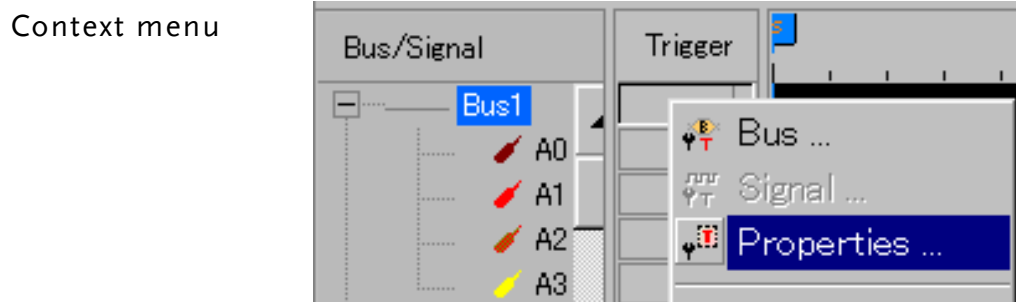 Context menu
Bus/Signal
Trigger
S
Bus1
A0
A1
A2
A3
Bus ...
Signal ...
Properties ...